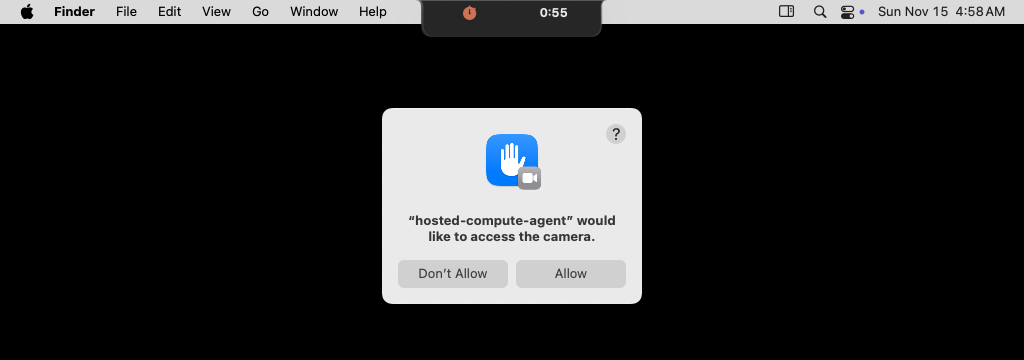 Finder File Edit View Go Window Help 0:55 Sun Nov 15 4:58 AM
?
“hosted-compute-agent” would
like to access the camera.
Don’t Allow Allow